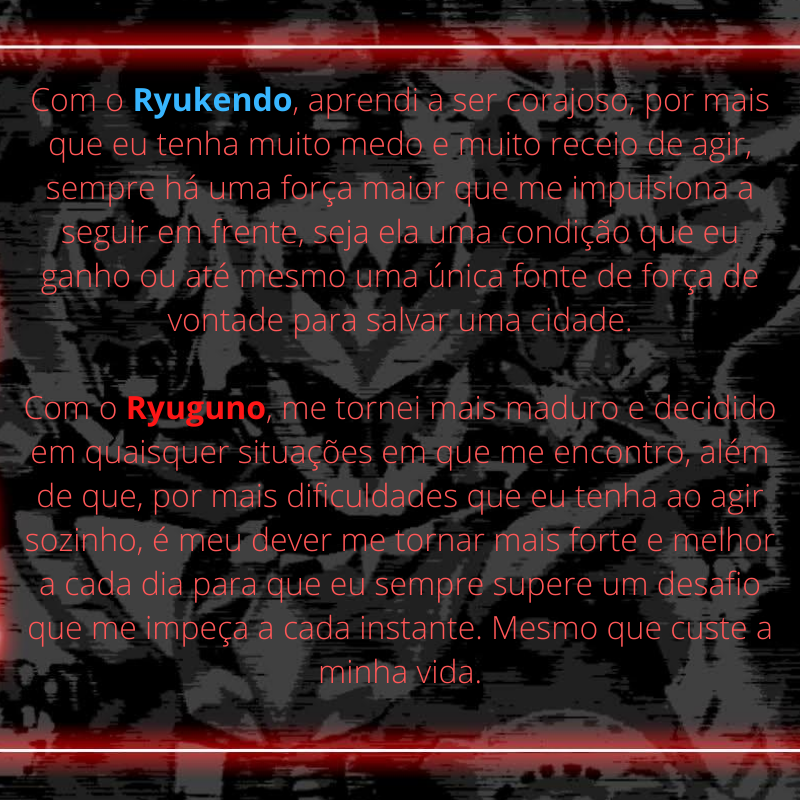 Com o Ryukendo, aprendi a ser corajoso, por mais
que eu tenha muito medo e muito receio de agir,
sempre há uma força maior que me impulsiona a
seguir em frente, seja ela uma condição que eu
ganho ou até mesmo uma única fonte de força de
vontade para salvar uma cidade.
Com o Ryuguno, me tornei mais maduro e decidido
em quaisquer situações em que me encontro, além
de que, por mais dificuldades que eu tenha ao agir
sozinho, é meu dever me tornar mais forte e melhor
a cada dia para que eu sempre supere um desafio
que me impeça a cada instante. Mesmo que custe a
minha vida.